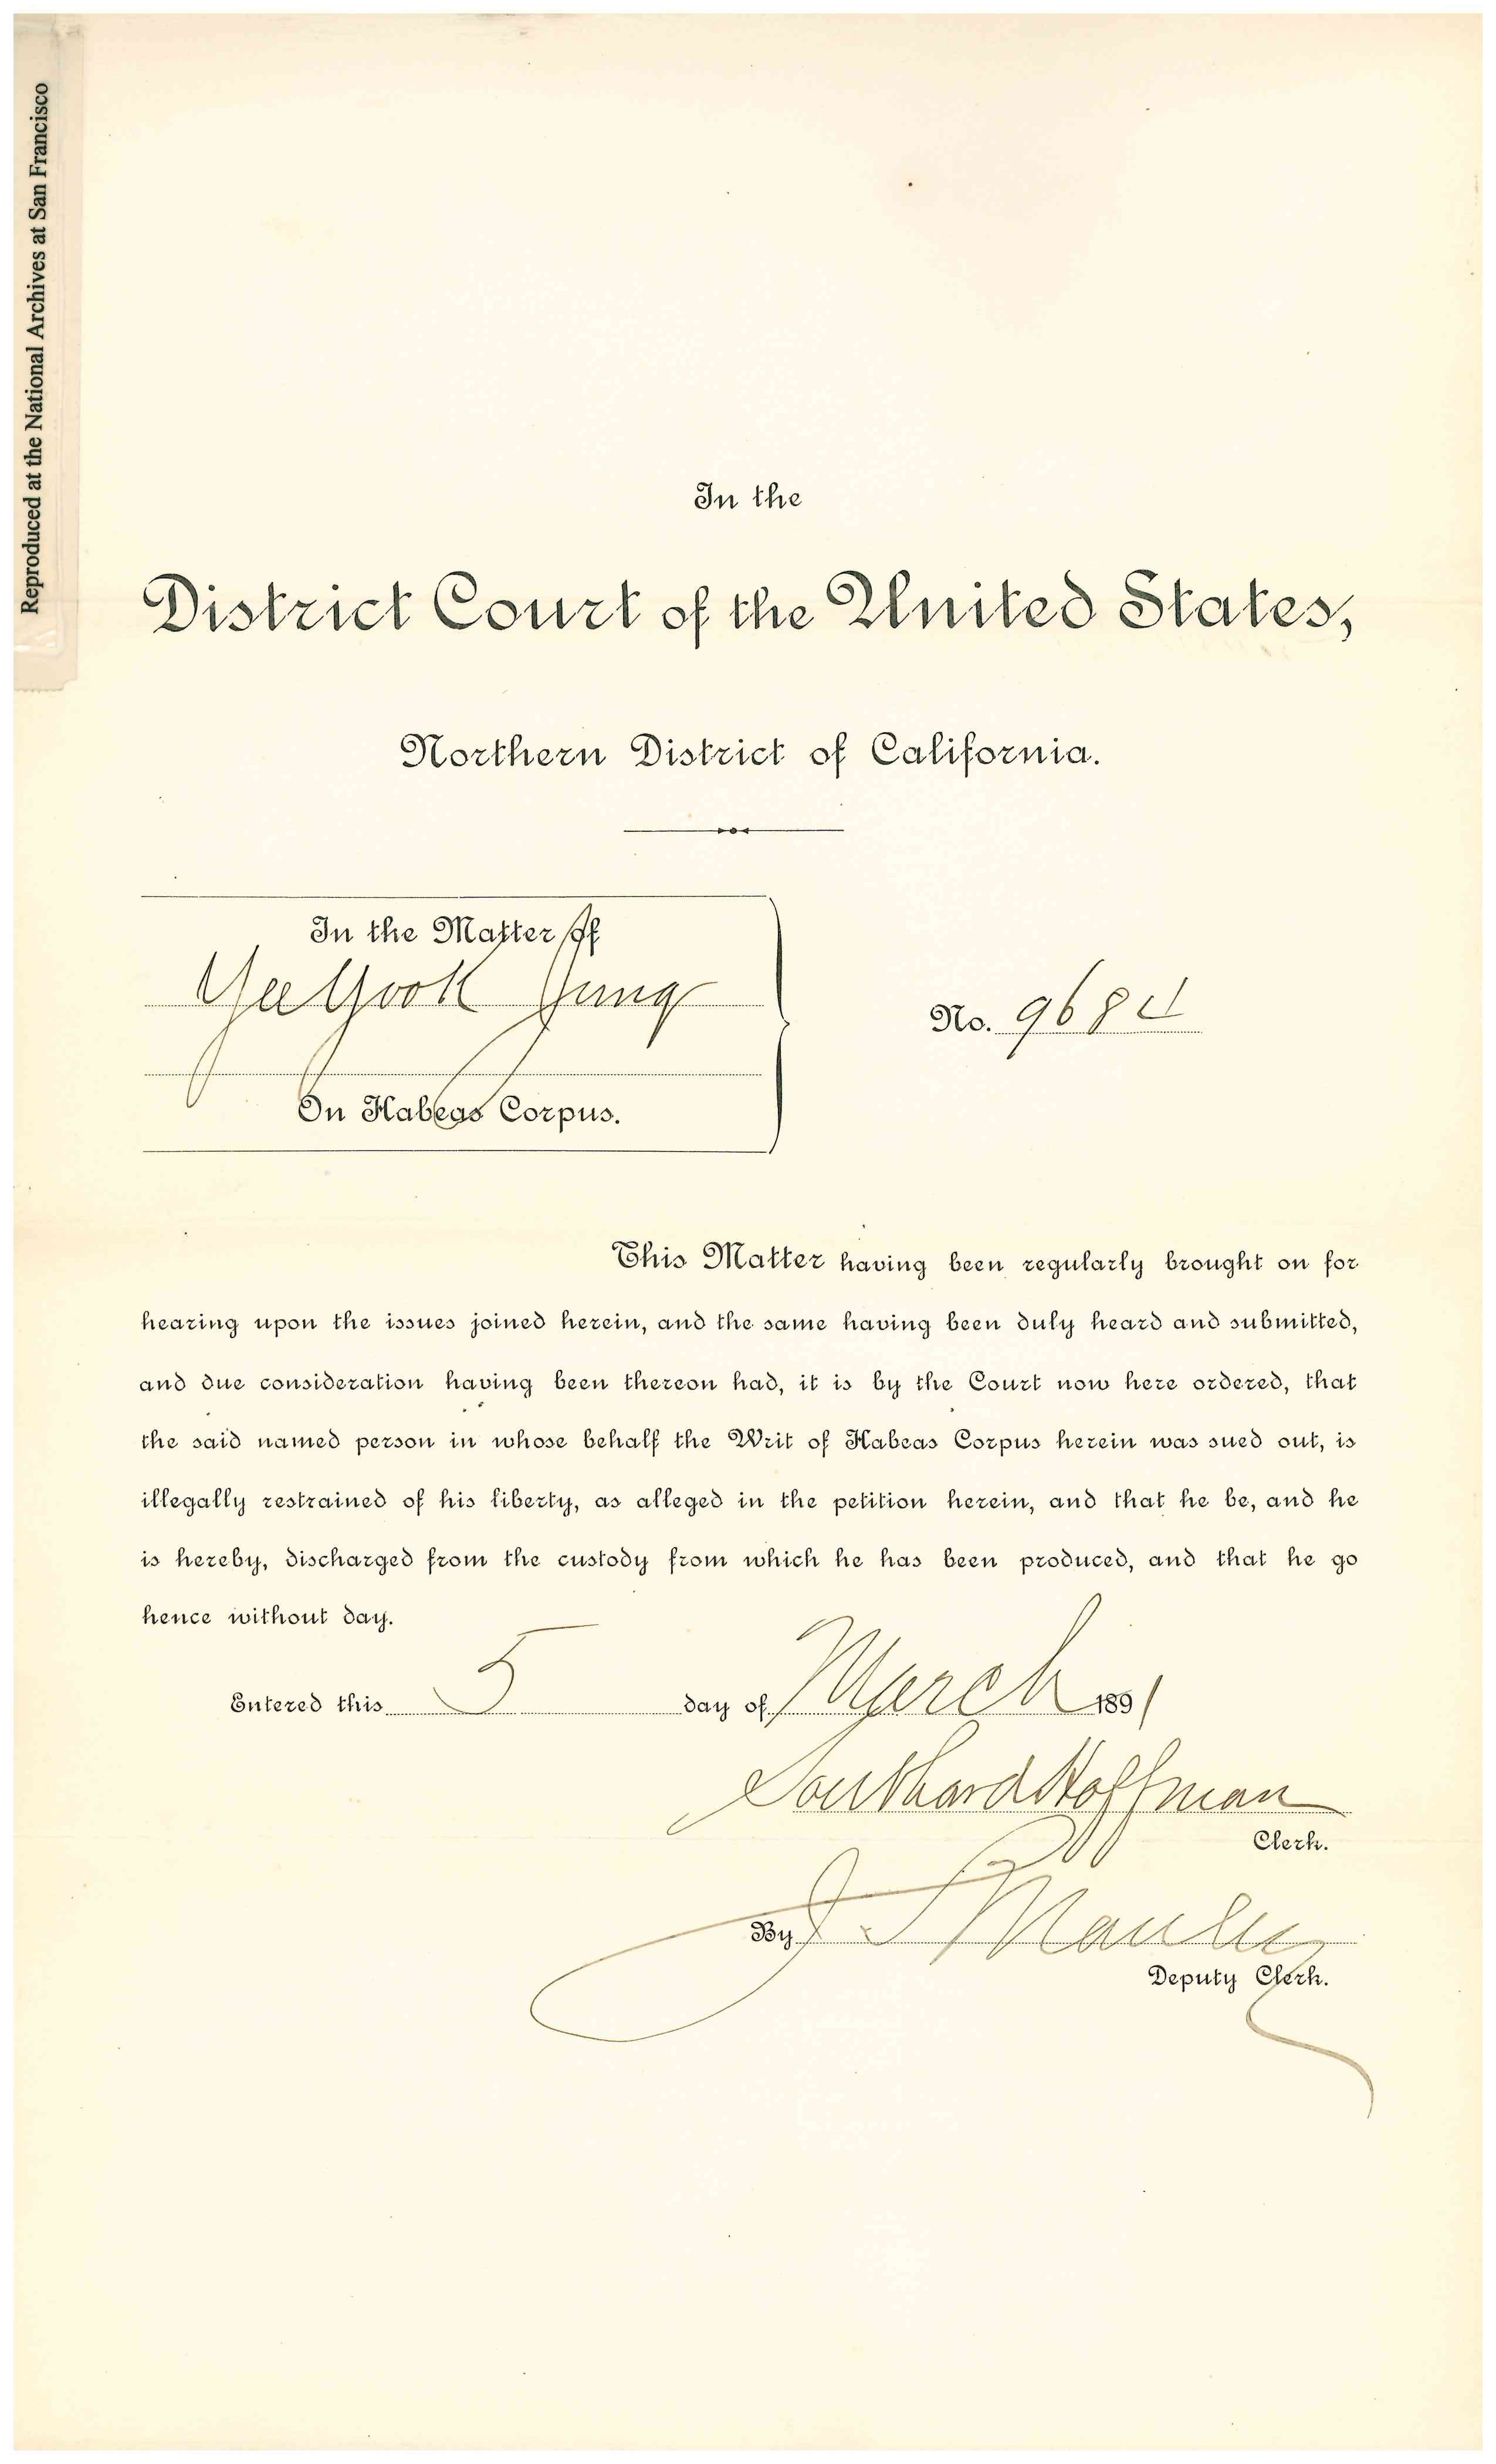 Reproduced at the National Archives at San Francisco
In the
District Court of the United States,
Northern District of California.
In the Matter of
Yee Yook Jung
On Habeas Corpus.
No. 9684
This Matter having been regularly brought on for
hearing upon the issues joined herein, and the same having been duly heard and submitted,
and due consideration having been thereon had, it is by the Court now here ordered, that
the said named person in whose behalf the Writ of Habeas Corpus herein was sued out, is
illegally restrained of his liberty, as alleged in the petition herein, and that he be, and he
is hereby, discharged from the custody from which he has been produced, and that he go
hence without day.
Entered this 5 day of March 1891
Southard Hoffman
Clerk.
By J. S. Manley
Deputy Clerk.